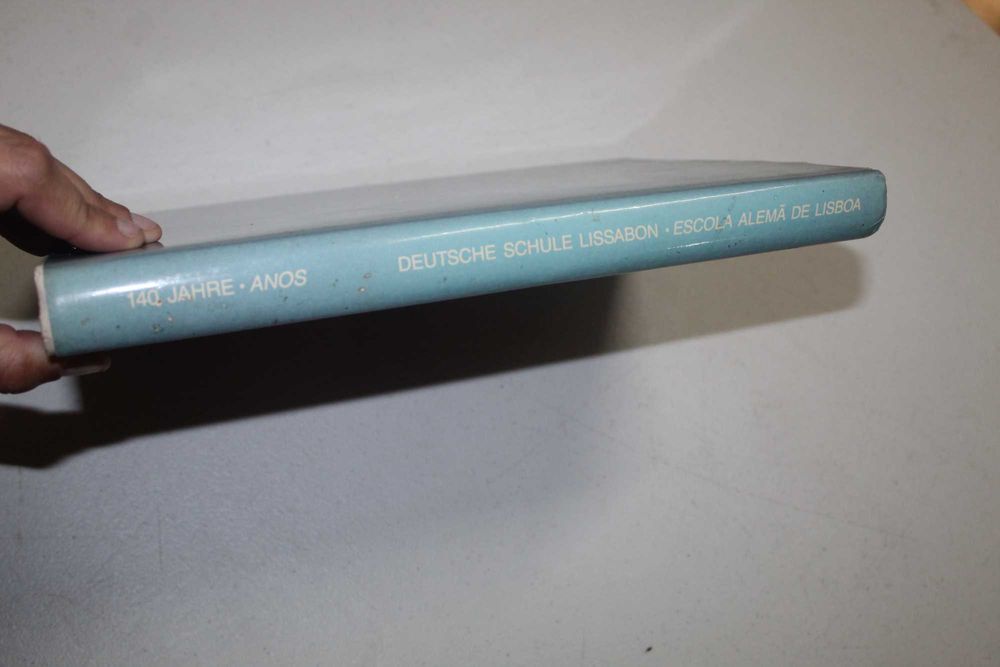 140 JAHRE · ANOS DEUTSCHE SCHULE LISSABON · ESCOLA ALEMÃ DE LISBOA